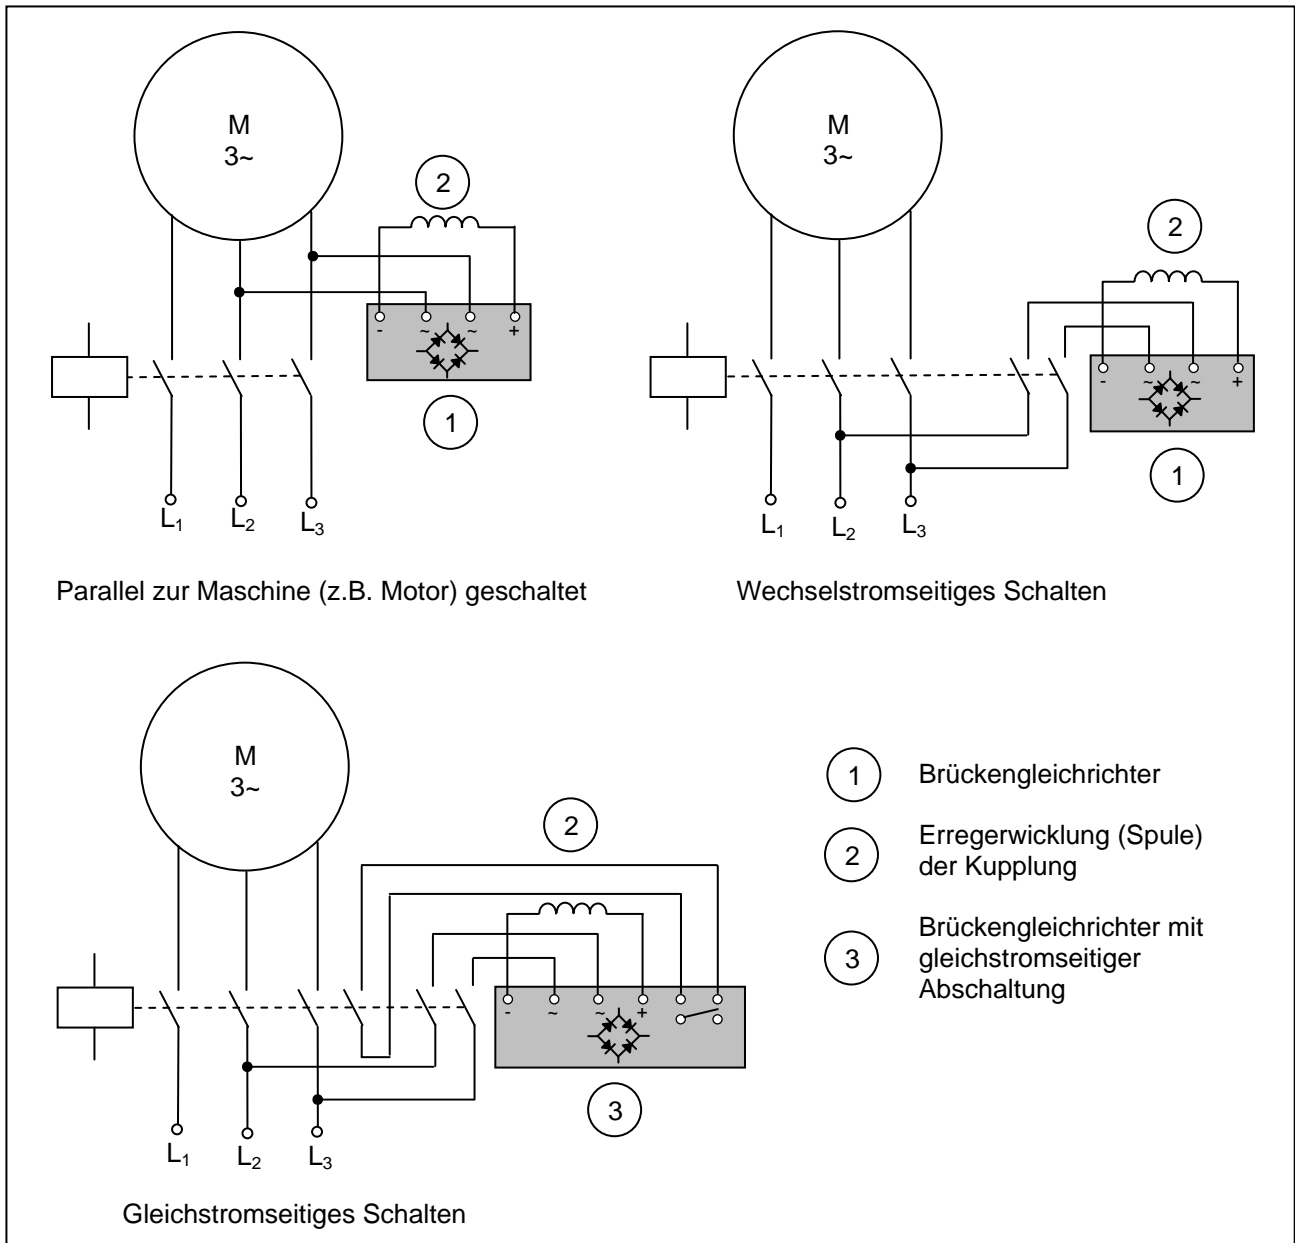 M
3~
2
- ~ ~ +
1
L1 L2 L3
Parallel zur Maschine (z.B. Motor) geschaltet
M
3~
2
- ~ ~ +
1
L1 L2 L3
Wechselstromseitiges Schalten
M
3~
2
- ~ ~ +
3
L1 L2 L3
Gleichstromseitiges Schalten
1 Brückengleichrichter
2 Erregerwicklung (Spule)
der Kupplung
3 Brückengleichrichter mit
gleichstromseitiger
Abschaltung